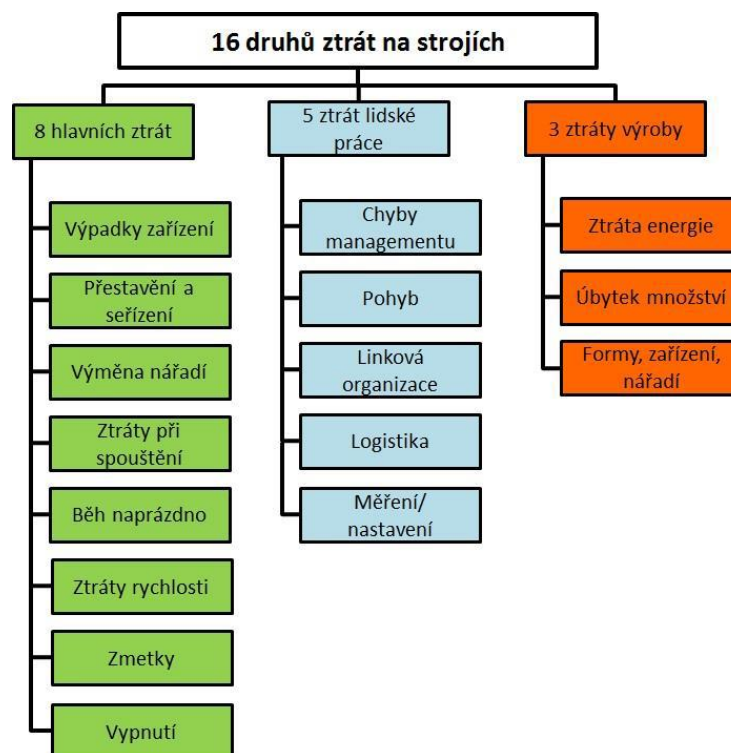 16 druhů ztrát na strojích
8 hlavních ztrát
Výpadky zařízení
Přestavění a
seřízení
Výměna nářadí
Ztráty při
spouštění
Běh naprázdno
Ztráty rychlosti
Zmetky
Vypnutí
5 ztrát lidské
práce
Chyby
managementu
Pohyb
Linková
organizace
Logistika
Měření/
nastavení
3 ztráty výroby
Ztráta energie
Úbytek množství
Formy, zařízení,
nářadí